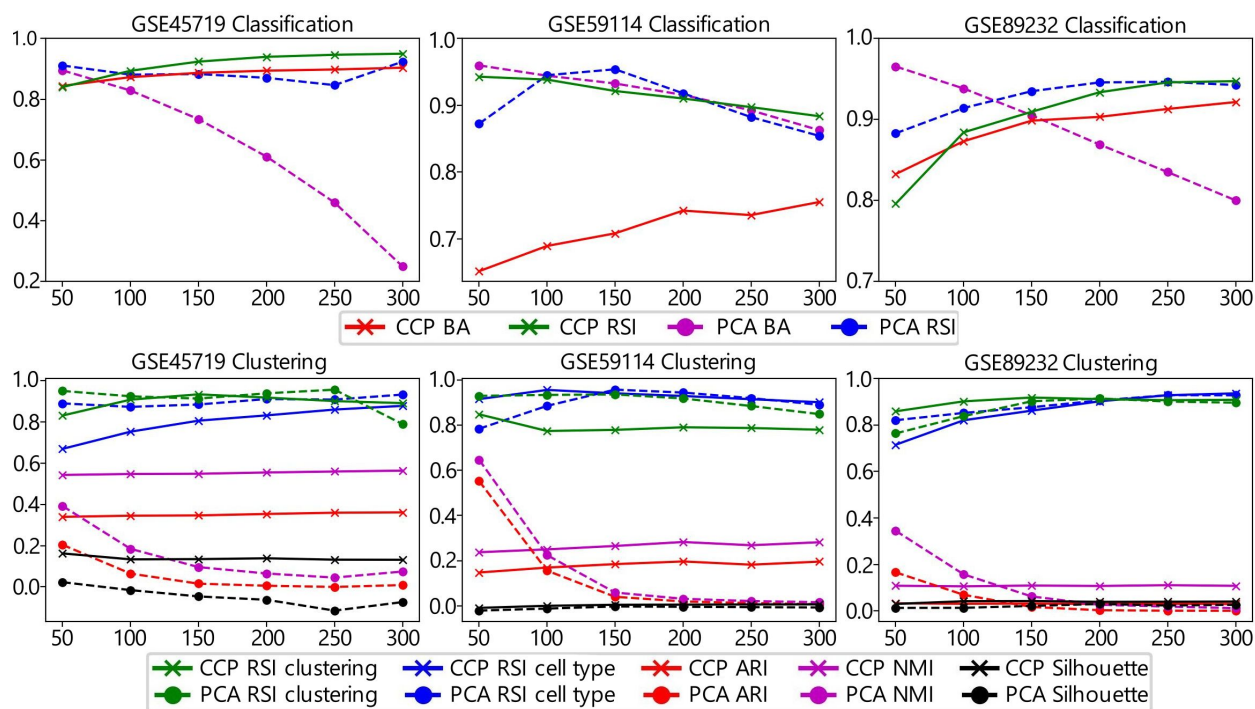 GSE45719 Classification GSE59114 Classification GSE89232 Classification
1.0 1.0 1.0
0.8 0.9 0.9
0.6 0.8
0.4 0.7 0.8
0.2 0.7
50 100 150 200 250 300 50 100 150 200 250 300 50 100 150 200 250 300
CCP BA CCP RSI PCA BA PCA RSI
GSE45719 Clustering GSE59114 Clustering GSE89232 Clustering
1.0 1.0 1.0
0.8 0.8 0.8
0.6 0.6 0.6
0.4 0.4 0.4
0.2 0.2 0.2
0.0 0.0 0.0
50 100 150 200 250 300 50 100 150 200 250 300 50 100 150 200 250 300
CCP RSI clustering CCP RSI cell type CCP ARI CCP NMI CCP Silhouette
PCA RSI clustering PCA RSI cell type PCA ARI PCA NMI PCA Silhouette